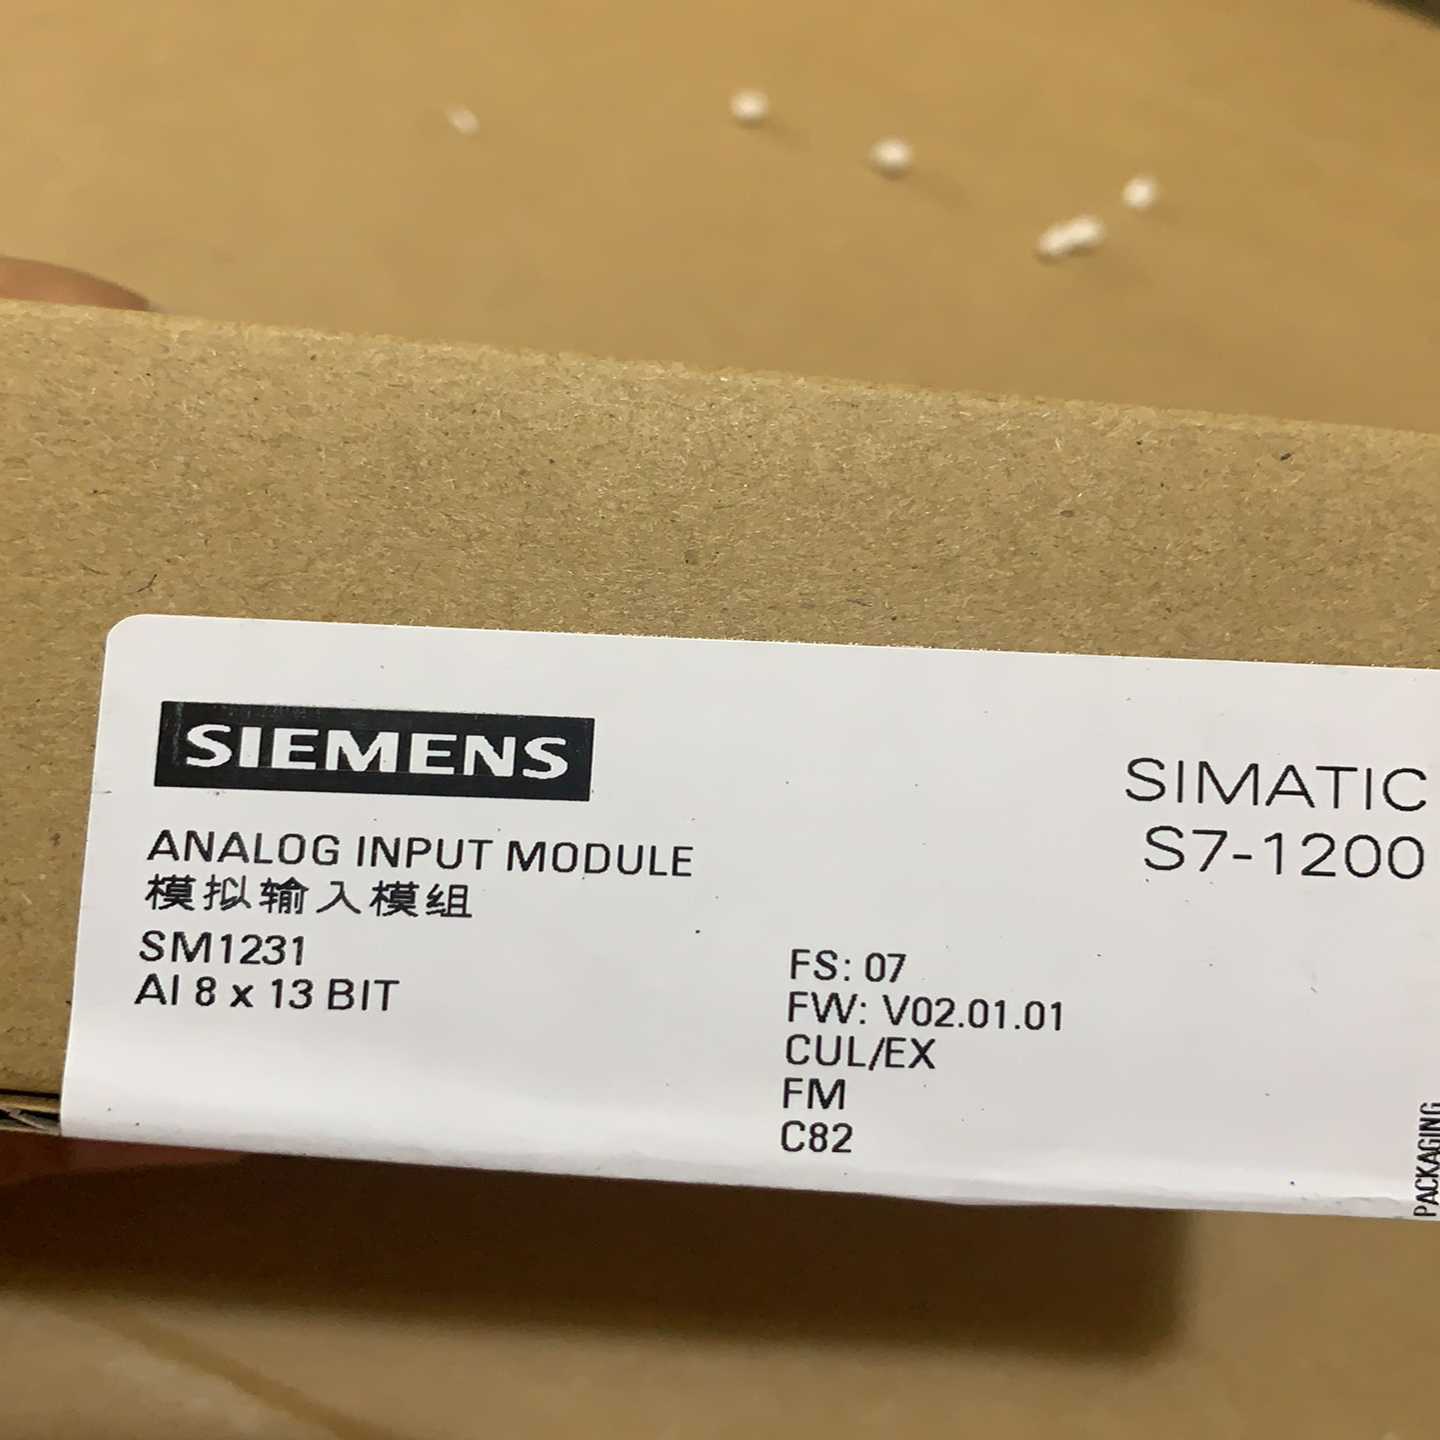 SIEMENS
SIMATIC
S7-1200
ANALOG INPUT MODULE
模拟输入模组
SM1231
AI 8 x 13 BIT
FS: 07
FW: V02.01.01
CUL/EX
FM
C82
PACKAGING